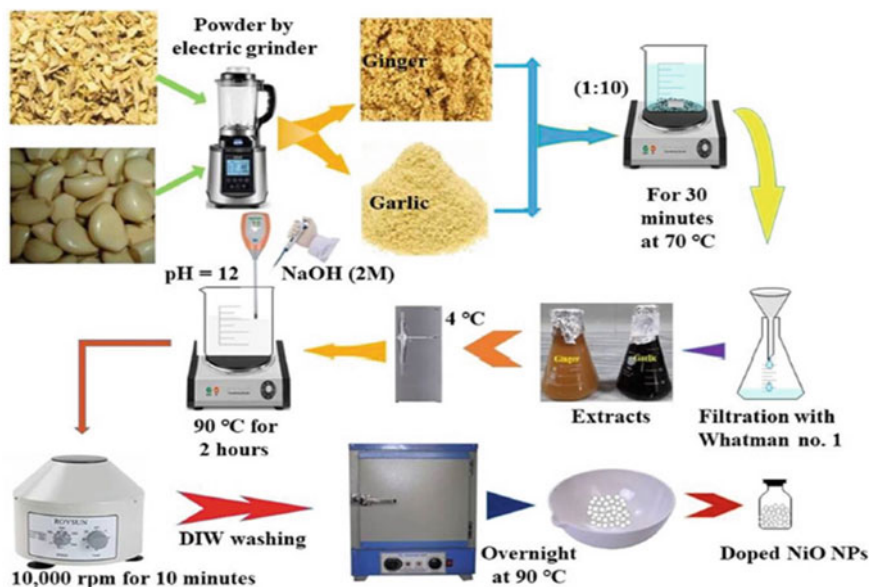 Powder by
electric grinder
Ginger
Garlic
(1:10)
For 30
minutes
at 70 °C
pH = 12
NaOH (2M)
4 °C
Ginger
Garlic
90 °C for
2 hours
Extracts
Filtration with
Whatman no. 1
ROYSUN
10,000 rpm for 10 minutes
DIW washing
Overnight
at 90 °C
Doped NiO NPs